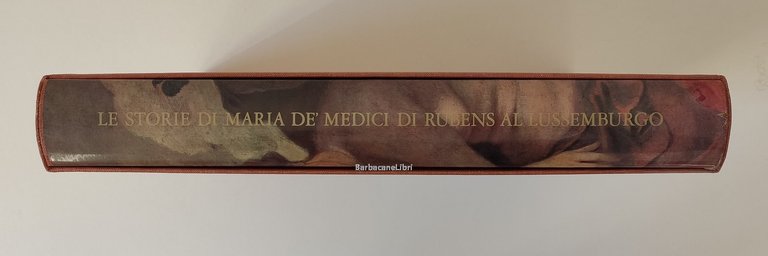 LE STORIE DI MARIA DE' MEDICI DI RUBENS AL LUSSEMBURGO
BarbacaneLibri